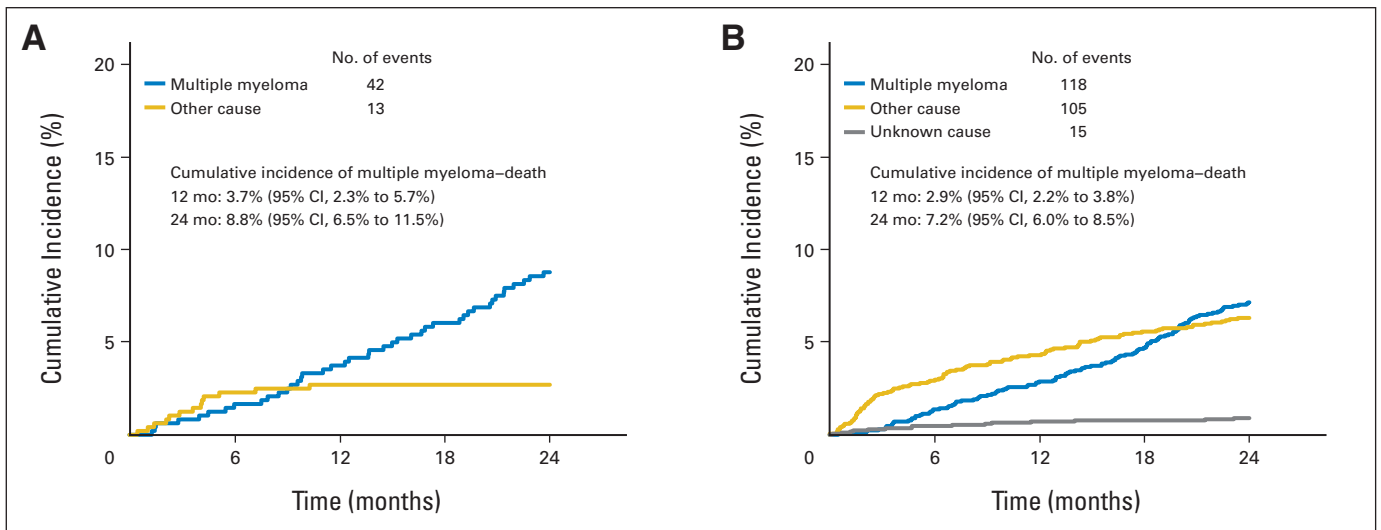 A
No. of events
Multiple myeloma 42
Other cause 13
Cumulative incidence of multiple myeloma–death
12 mo: 3.7% (95% CI, 2.3% to 5.7%)
24 mo: 8.8% (95% CI, 6.5% to 11.5%)
Cumulative Incidence (%)
20
15
10
5
0 6 12 18 24
Time (months)
B
No. of events
Multiple myeloma 118
Other cause 105
Unknown cause 15
Cumulative incidence of multiple myeloma–death
12 mo: 2.9% (95% CI, 2.2% to 3.8%)
24 mo: 7.2% (95% CI, 6.0% to 8.5%)
Cumulative Incidence (%)
20
15
10
5
0 6 12 18 24
Time (months)